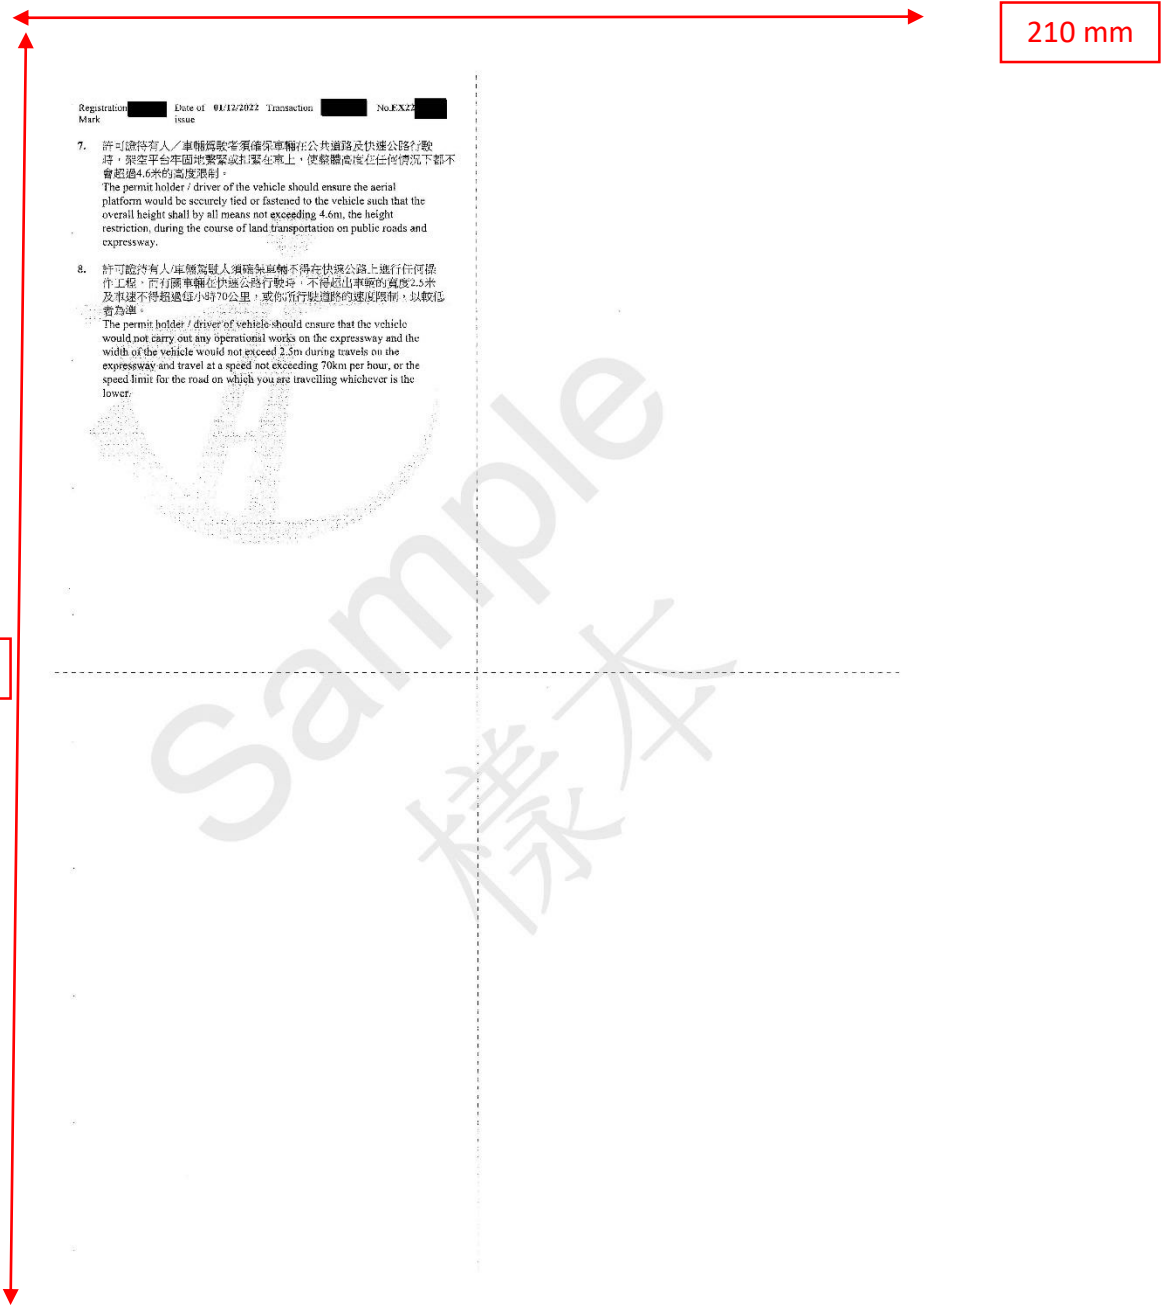 210 mm
Registration Date of 01/12/2022 Transaction No.EX22
Mark issue
7. 許可證持有人／車輛駕駛者須確保車輛在公共道路及快速公路行駛
時，架空平台牢固地繫緊或扣緊在車上，使整體高度在任何情況下都不
會超過4.6米的高度限制。
The permit holder / driver of the vehicle should ensure the aerial
platform would be securely tied or fastened to the vehicle such that the
overall height shall by all means not exceeding 4.6m, the height
restriction, during the course of land transportation on public roads and
expressway.
8. 許可證持有人/車輛駕駛人須確保車輛不得在快速公路上進行任何操
作工程，而有關車輛在快速公路行駛時，不得超出車輛的寬度2.5米
及車速不得超過每小時70公里，或你所行駛道路的速度限制，以較低
者為準。
The permit holder / driver of vehicle should ensure that the vehicle
would not carry out any operational works on the expressway and the
width of the vehicle would not exceed 2.5m during travels on the
expressway and travel at a speed not exceeding 70km per hour, or the
speed limit for the road on which you are travelling whichever is the
lower.
Sample
樣本